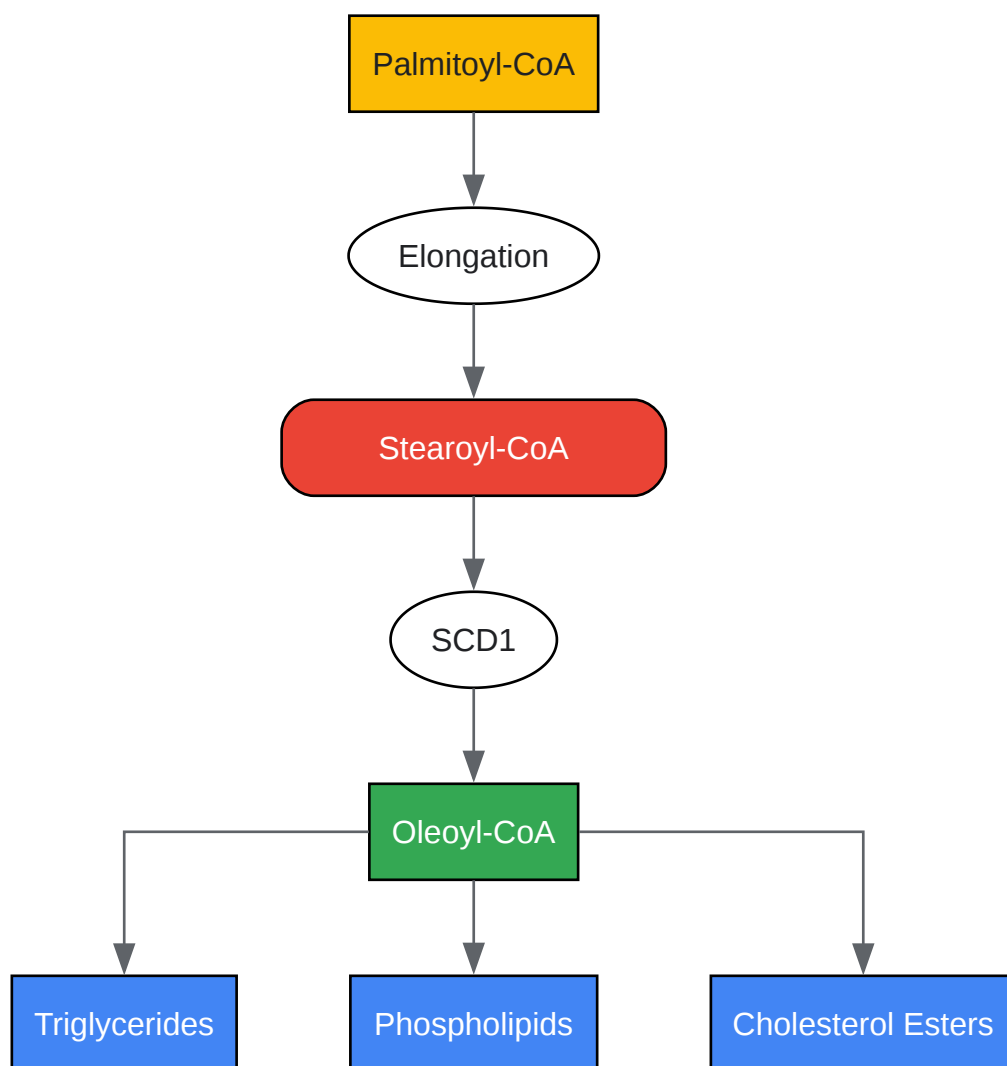 Palmitoyl-CoA
Elongation
Stearoyl-CoA
SCD1
Oleoyl-CoA
Triglycerides
Phospholipids
Cholesterol Esters